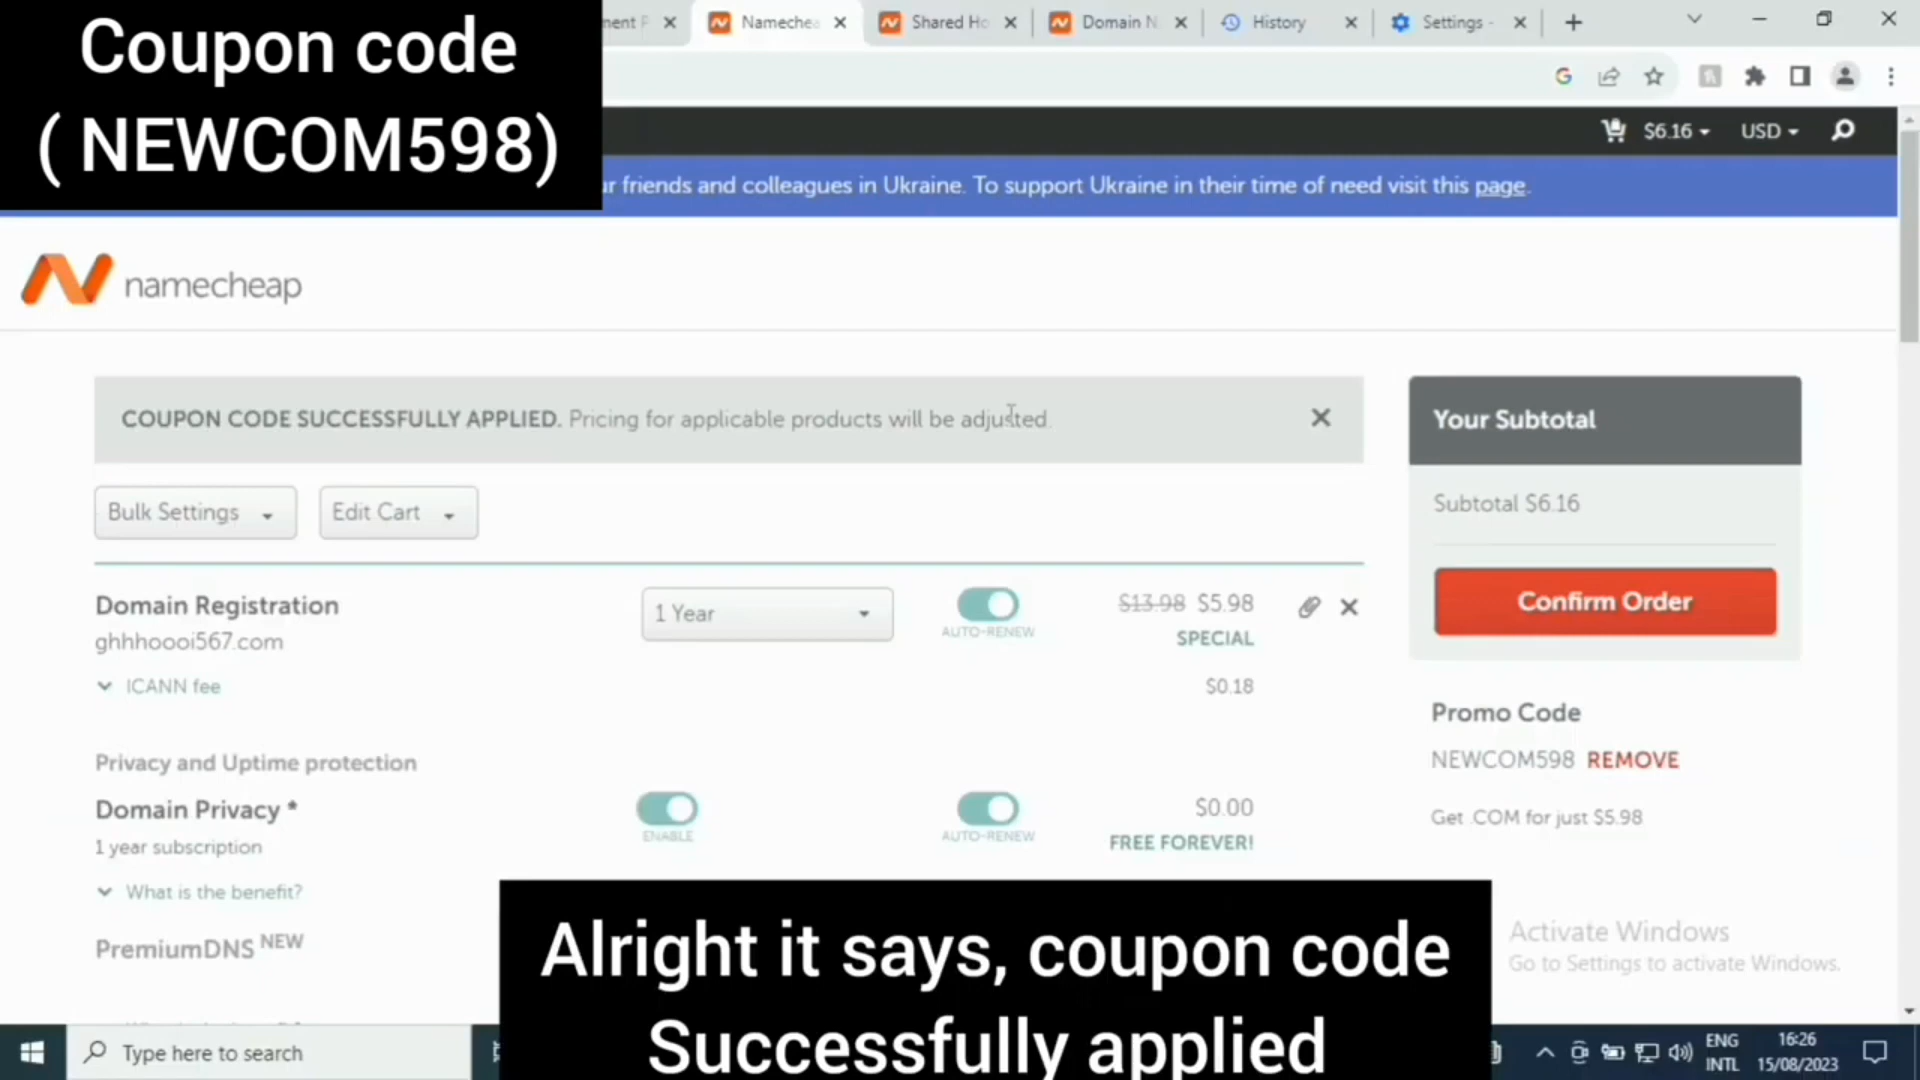 Coupon code
( NEWCOM598)
Namechea
Shared Ho
Domain N
History
Settings -
$6.16
USD
r friends and colleagues in Ukraine. To support Ukraine in their time of need visit this page.
namecheap
COUPON CODE SUCCESSFULLY APPLIED. Pricing for applicable products will be adjusted.
Your Subtotal
Subtotal $6.16
Confirm Order
Bulk Settings
Edit Cart
Domain Registration
1 Year
AUTO-RENEW
$13.98 $5.98
SPECIAL
ghhhoooi567.com
ICANN fee
$0.18
Promo Code
NEWCOM598 REMOVE
Get .COM for just $5.98
Privacy and Uptime protection
Domain Privacy *
ENABLE
AUTO-RENEW
$0.00
FREE FOREVER!
1 year subscription
What is the benefit?
PremiumDNS NEW
Alright it says, coupon code
Successfully applied
Activate Windows
Go to Settings to activate Windows.
Type here to search
ENG
INTL
16:26
15/08/2023